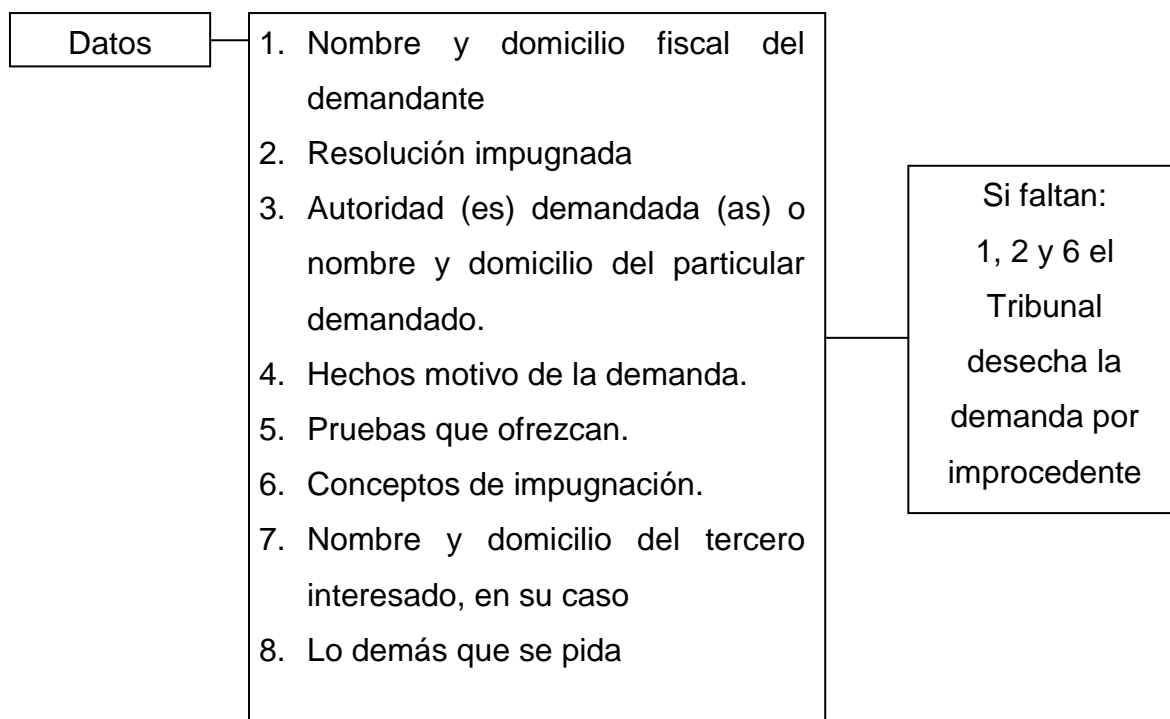 Datos
1. Nombre y domicilio fiscal del
demandante
2. Resolución impugnada
3. Autoridad (es) demandada (as) o
nombre y domicilio del particular
demandado.
4. Hechos motivo de la demanda.
5. Pruebas que ofrezcan.
6. Conceptos de impugnación.
7. Nombre y domicilio del tercero
interesado, en su caso
8. Lo demás que se pida
Si faltan:
1, 2 y 6 el
Tribunal
desecha la
demanda por
improcedente